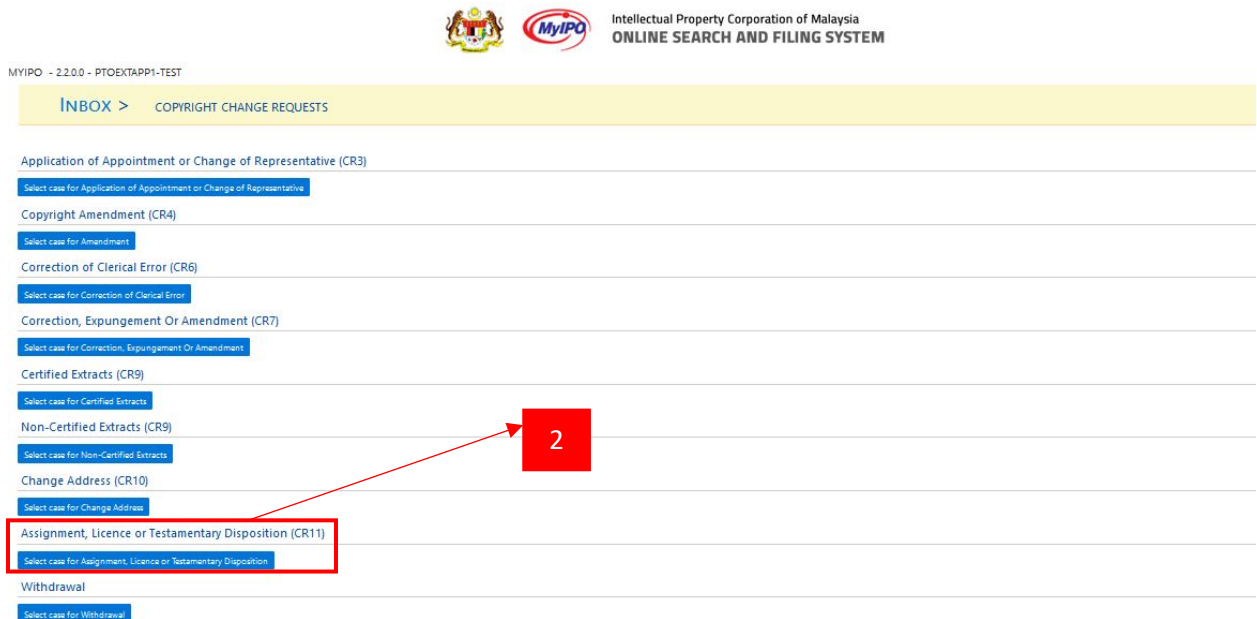 MyIPO
Intellectual Property Corporation of Malaysia
ONLINE SEARCH AND FILING SYSTEM
MYIPO - 2.2.0.0 - PTOEXTAPP1-TEST
INBOX > COPYRIGHT CHANGE REQUESTS
Application of Appointment or Change of Representative (CR3)
Select case for Application of Appointment or Change of Representative
Copyright Amendment (CR4)
Select case for Amendment
Correction of Clerical Error (CR6)
Select case for Correction of Clerical Error
Correction, Expungement Or Amendment (CR7)
Select case for Correction, Expungement Or Amendment
Certified Extracts (CR9)
Select case for Certified Extracts
2
Non-Certified Extracts (CR9)
Select case for Non-Certified Extracts
Change Address (CR10)
Select case for Change Address
Assignment, Licence or Testamentary Disposition (CR11)
Select case for Assignment, Licence or Testamentary Disposition
Withdrawal
Select case for Withdrawal